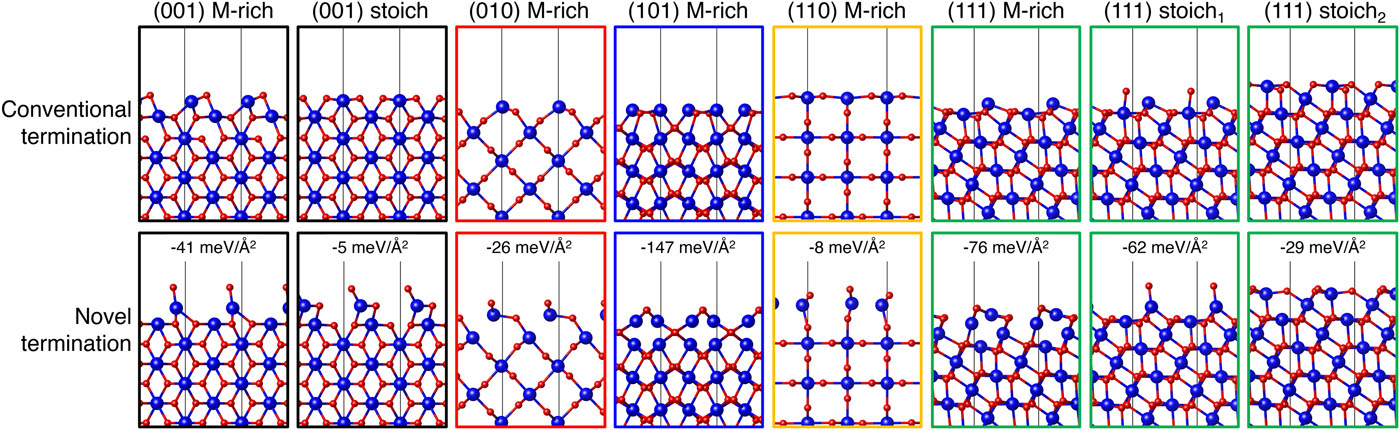 (001) M-rich (001) stoich (010) M-rich (101) M-rich (110) M-rich (111) M-rich (111) stoich₁ (111) stoich₂
Conventional
termination
-41 meV/Å² -5 meV/Å² -26 meV/Å² -147 meV/Å² -8 meV/Å² -76 meV/Å² -62 meV/Å² -29 meV/Å²
Novel
termination